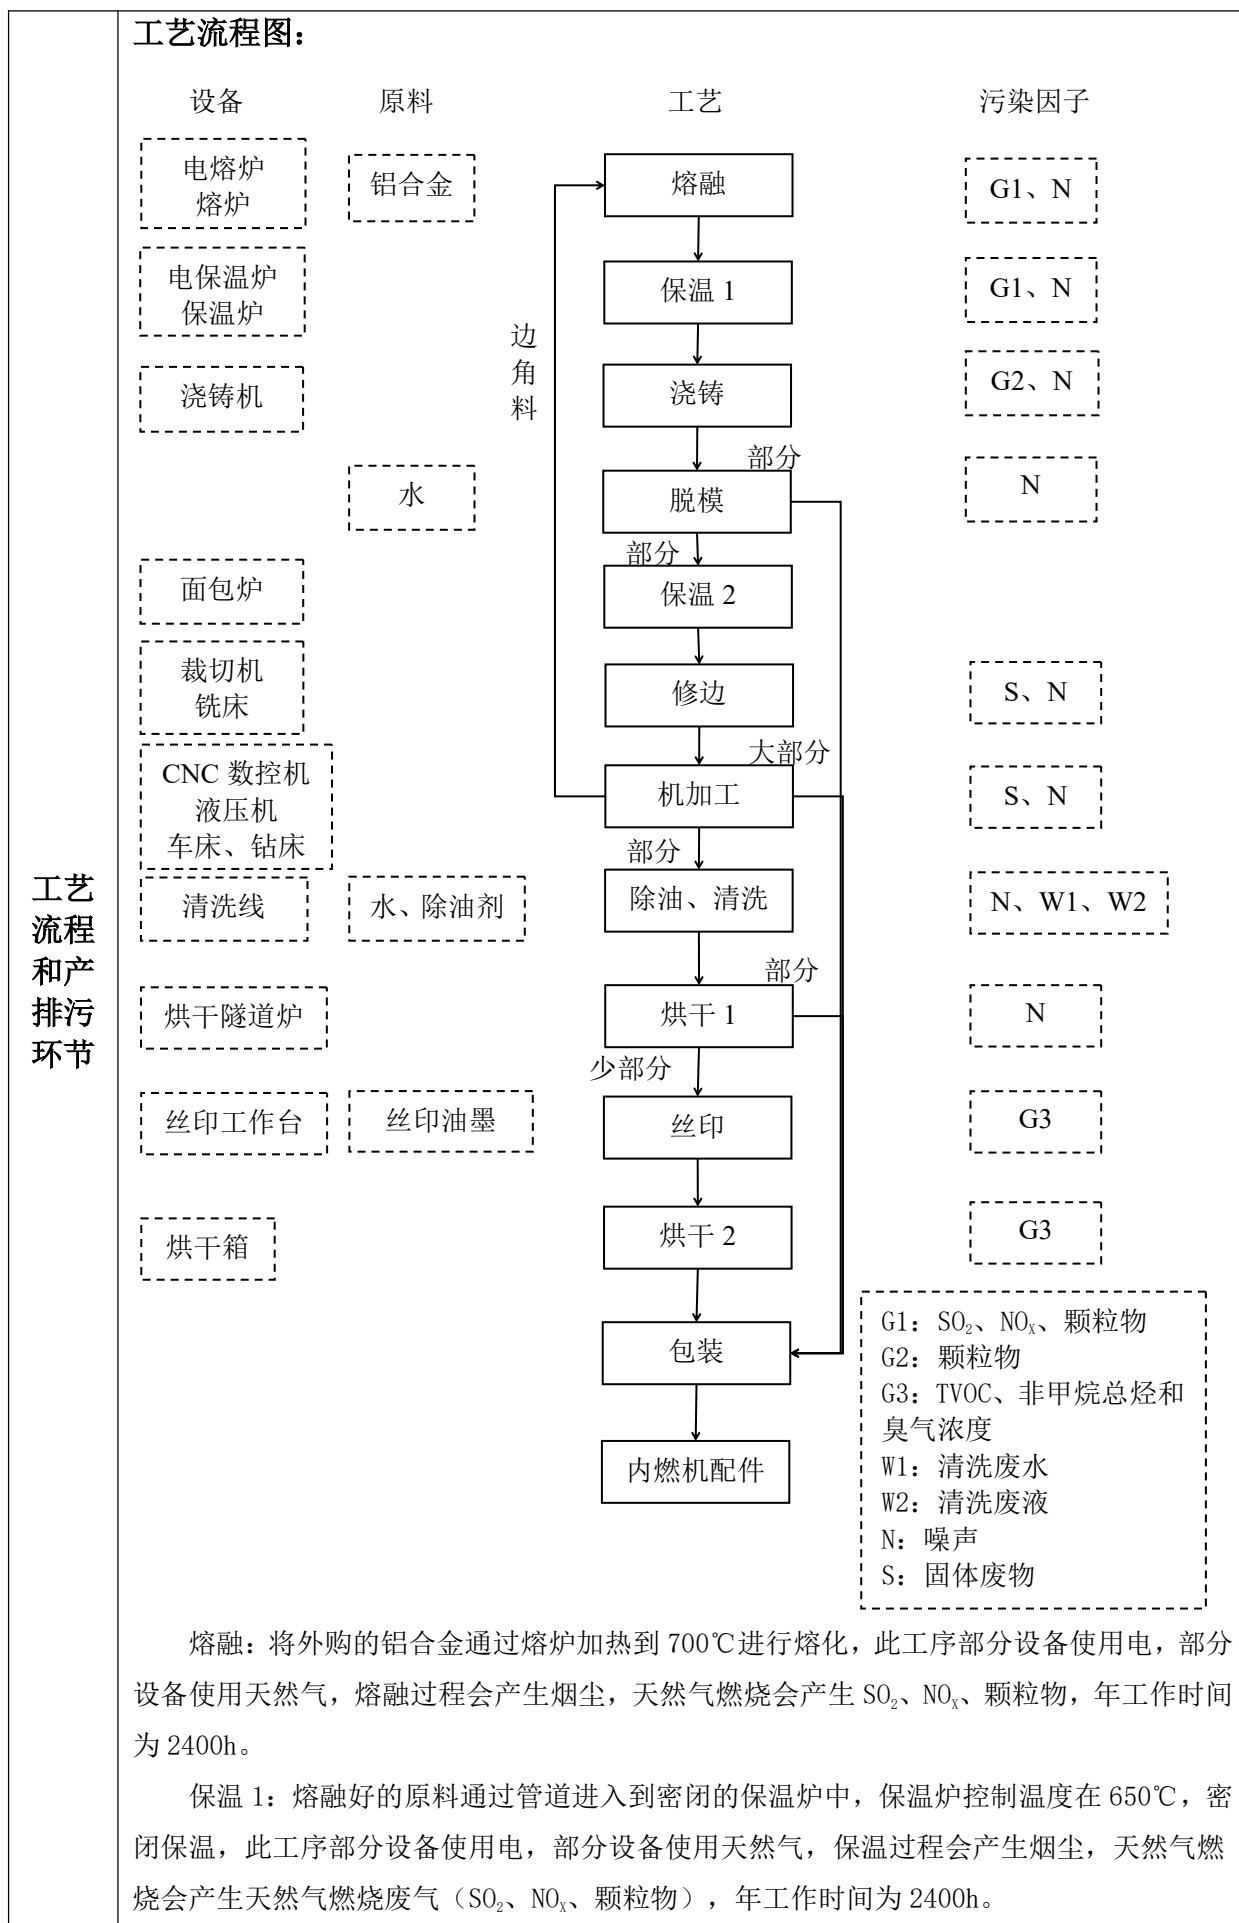 工艺流程图：
设备 原料 工艺 污染因子
电熔炉
熔炉
铝合金
熔融
G1、N
电保温炉
保温炉
保温 1
G1、N
边
角
料
浇铸机
浇铸
G2、N
部分
水
脱模
N
部分
面包炉
保温 2
裁切机
铣床
修边
S、N
大部分
CNC 数控机
液压机
车床、钻床
机加工
S、N
部分
清洗线
水、除油剂
除油、清洗
N、W1、W2
部分
烘干隧道炉
烘干 1
N
少部分
丝印工作台
丝印油墨
丝印
G3
烘干箱
烘干 2
G3
包装
内燃机配件
G1：SO₂、NOₓ、颗粒物
G2：颗粒物
G3：TVOC、非甲烷总烃和
臭气浓度
W1：清洗废水
W2：清洗废液
N：噪声
S：固体废物
工艺
流程
和产
排污
环节
熔融：将外购的铝合金通过熔炉加热到 700℃进行熔化，此工序部分设备使用电，部分
设备使用天然气，熔融过程会产生烟尘，天然气燃烧会产生 SO₂、NOₓ、颗粒物，年工作时间
为 2400h。
保温 1：熔融好的原料通过管道进入到密闭的保温炉中，保温炉控制温度在 650℃，密
闭保温，此工序部分设备使用电，部分设备使用天然气，保温过程会产生烟尘，天然气燃
烧会产生天然气燃烧废气（SO₂、NOₓ、颗粒物），年工作时间为 2400h。